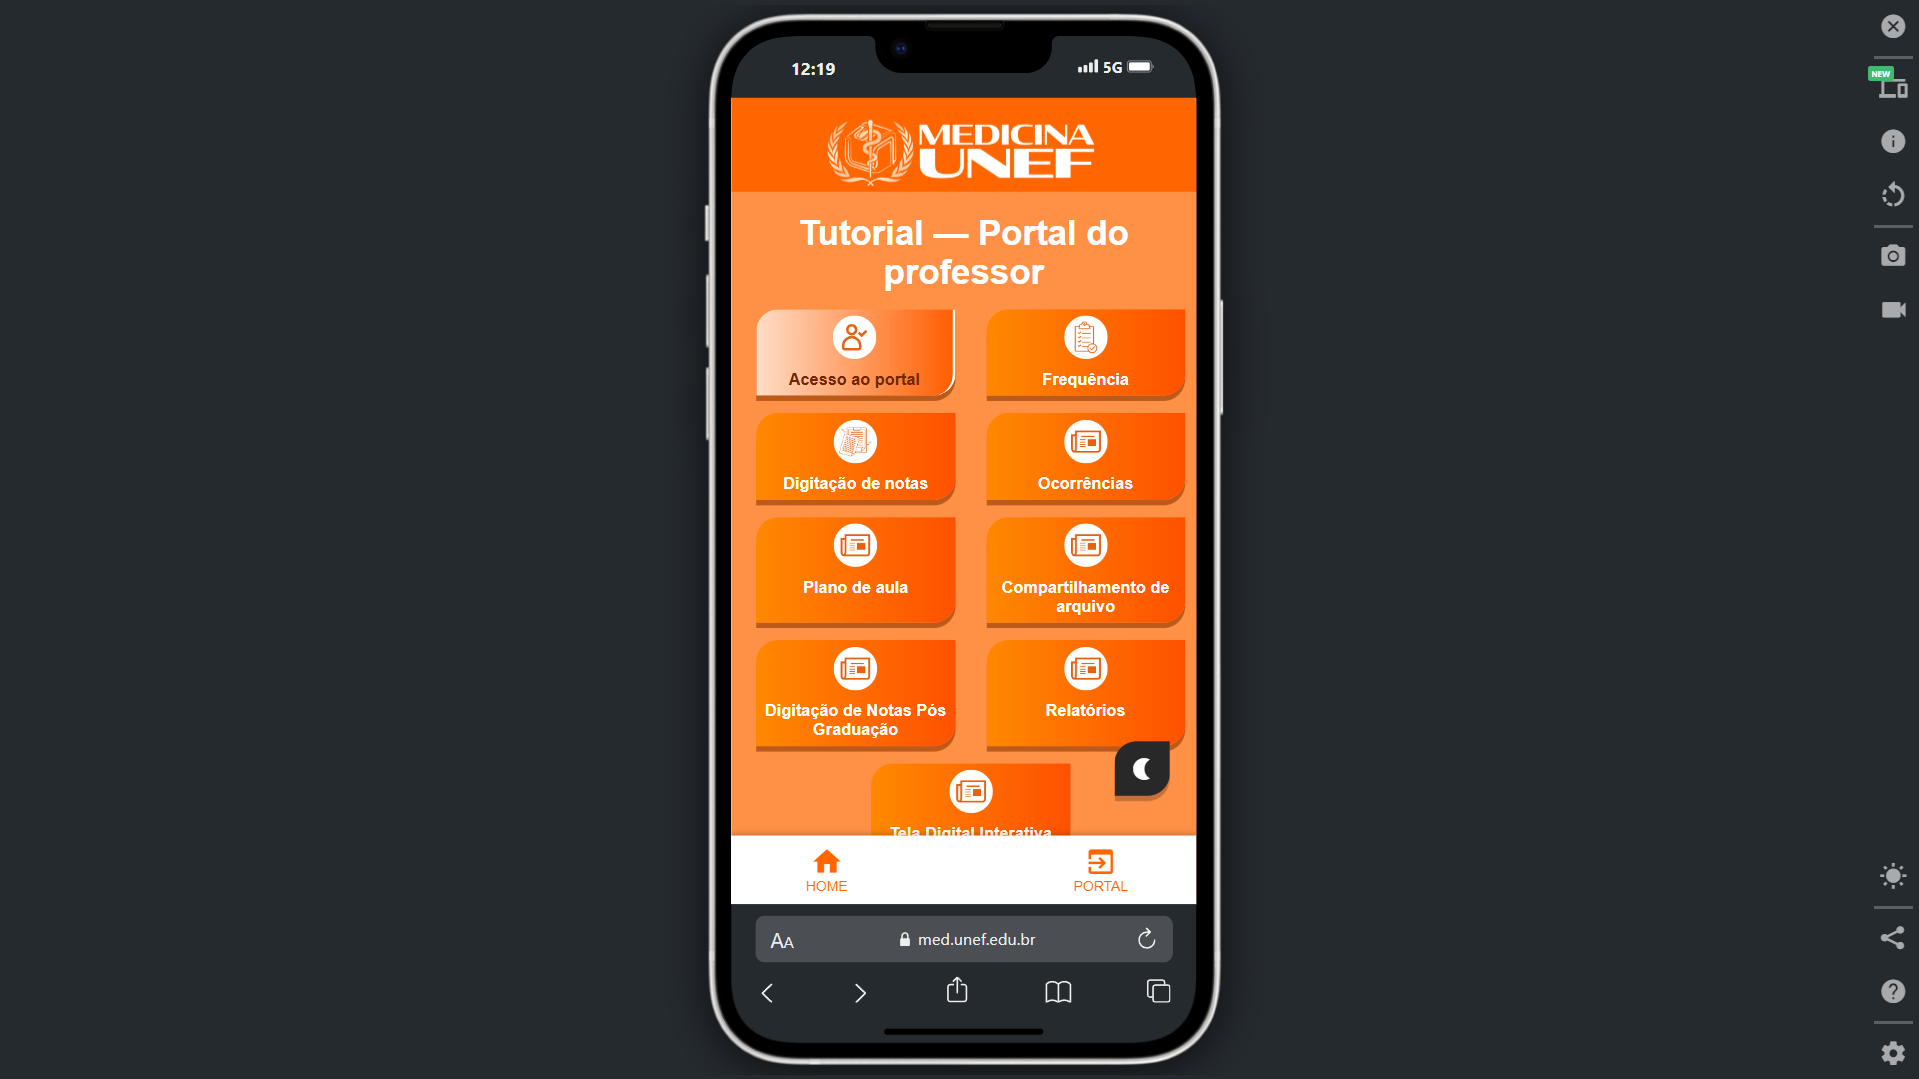 12:19
5G
NEW
MEDICINA
UNEF
Tutorial — Portal do
professor
Acesso ao portal
Frequência
Digitação de notas
Ocorrências
Plano de aula
Compartilhamento de
arquivo
Digitação de Notas Pós
Graduação
Relatórios
Tela Digital Interativa
HOME
PORTAL
AA
med.unef.edu.br